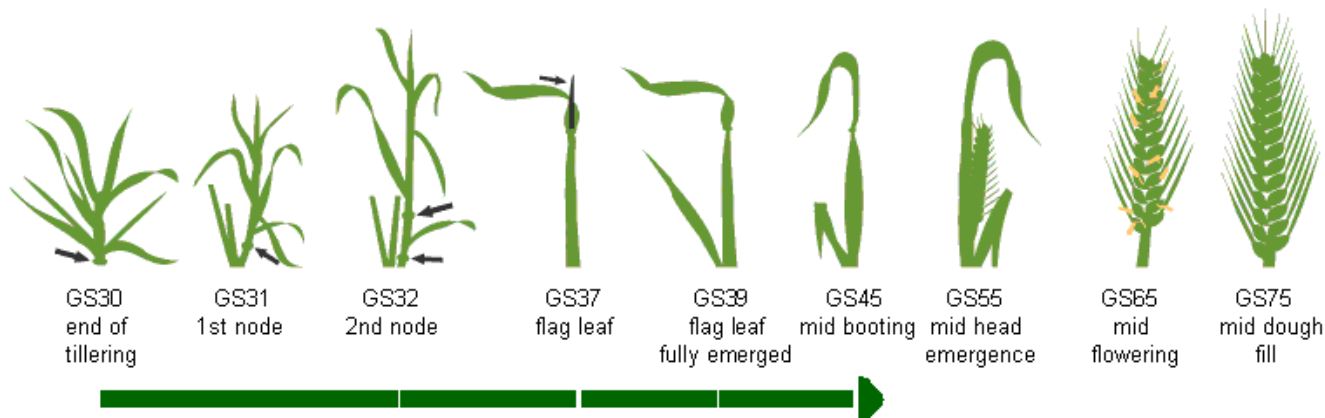 GS30
end of
tillering
GS31
1st node
GS32
2nd node
GS37
flag leaf
GS39
flag leaf
fully emerged
GS45
mid booting
GS55
mid head
emergence
GS65
mid
flowering
GS75
mid dough
fill